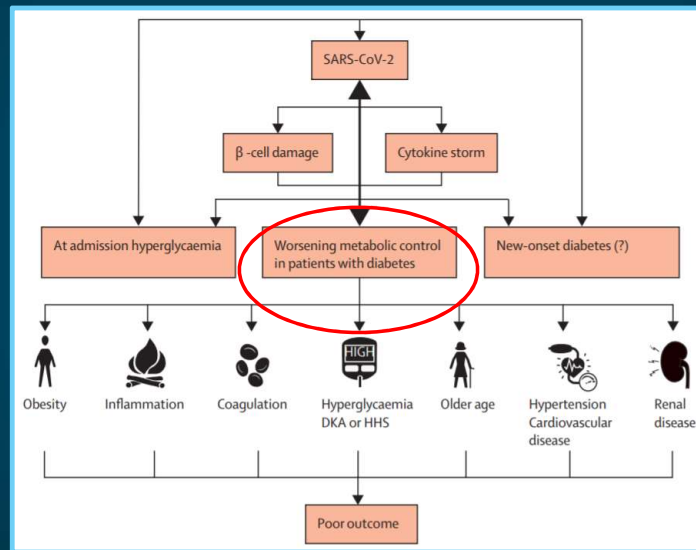 SARS-CoV-2
β -cell damage
Cytokine storm
At admission hyperglycaemia
Worsening metabolic control
in patients with diabetes
New-onset diabetes (?)
HIGH
Obesity
Inflammation
Coagulation
Hyperglycaemia
DKA or HHS
Older age
Hypertension
Cardiovascular
disease
Renal
disease
Poor outcome